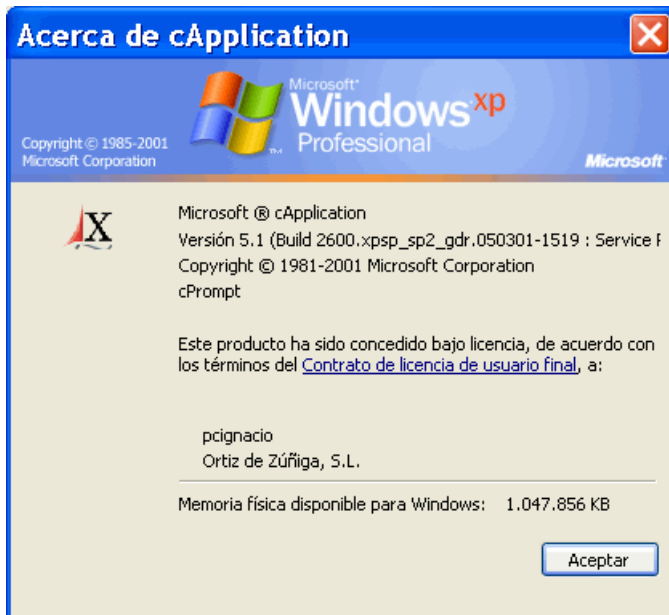 Acerca de cApplication
Microsoft®
Windows xp
Professional
™
Copyright © 1985-2001
Microsoft Corporation
Microsoft
X
Microsoft ® cApplication
Versión 5.1 (Build 2600.xpsp_sp2_gdr.050301-1519 : Service
Copyright © 1981-2001 Microsoft Corporation
cPrompt
Este producto ha sido concedido bajo licencia, de acuerdo con
los términos del Contrato de licencia de usuario final, a:
pcignacio
Ortiz de Zúñiga, S.L.
Memoria física disponible para Windows: 1.047.856 KB
Aceptar